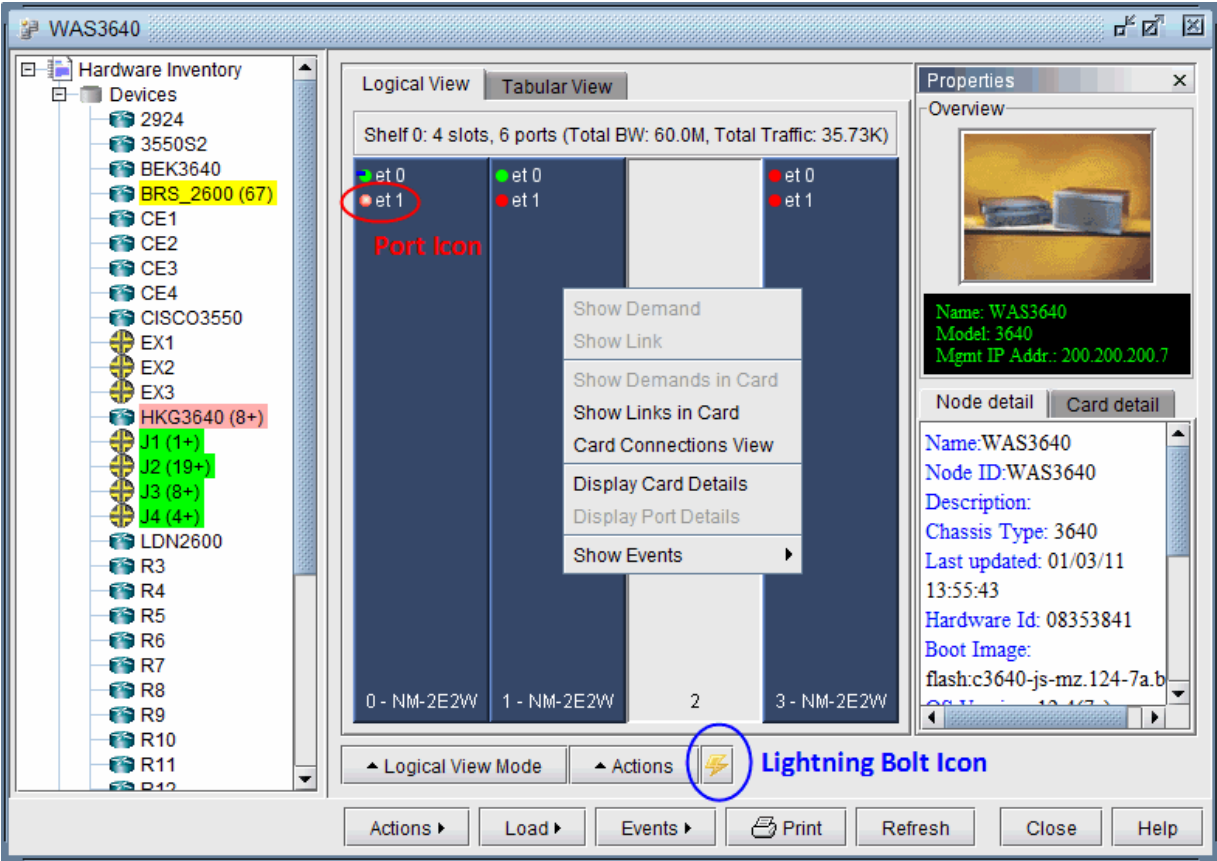 WAS3640
Hardware Inventory
Devices
2924
3550S2
BEK3640
BRS_2600 (67)
CE1
CE2
CE3
CE4
CISCO3550
EX1
EX2
EX3
HKG3640 (8+)
J1 (1+)
J2 (19+)
J3 (8+)
J4 (4+)
LDN2600
R3
R4
R5
R6
R7
R8
R9
R10
R11
R12
Logical View
Tabular View
Shelf 0: 4 slots, 6 ports (Total BW: 60.0M, Total Traffic: 35.73K)
et 0
et 1
Port Icon
et 0
et 1
et 0
et 1
Show Demand
Show Link
Show Demands in Card
Show Links in Card
Card Connections View
Display Card Details
Display Port Details
Show Events
0 - NM-2E2W
1 - NM-2E2W
2
3 - NM-2E2W
Logical View Mode
Actions
Lightning Bolt Icon
Properties
Overview
Name: WAS3640
Model: 3640
Mgmt IP Addr.: 200.200.200.7
Node detail
Card detail
Name:WAS3640
Node ID:WAS3640
Description:
Chassis Type: 3640
Last updated: 01/03/11
13:55:43
Hardware Id: 08353841
Boot Image:
flash:c3640-js-mz.124-7a.b
Actions
Load
Events
Print
Refresh
Close
Help